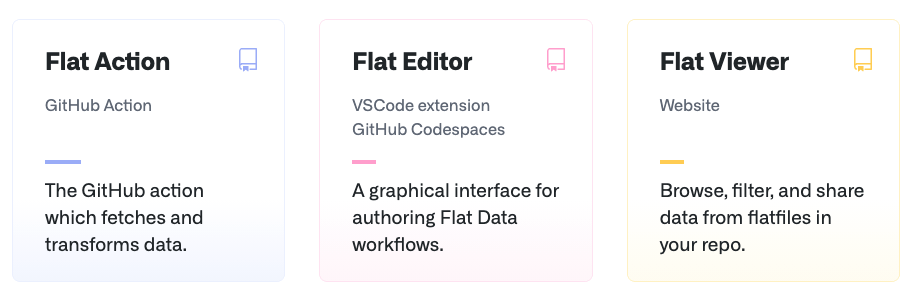 Flat Action
GitHub Action
The GitHub action
which fetches and
transforms data.
Flat Editor
VSCode extension
GitHub Codespaces
A graphical interface for
authoring Flat Data
workflows.
Flat Viewer
Website
Browse, filter, and share
data from flatfiles in
your repo.